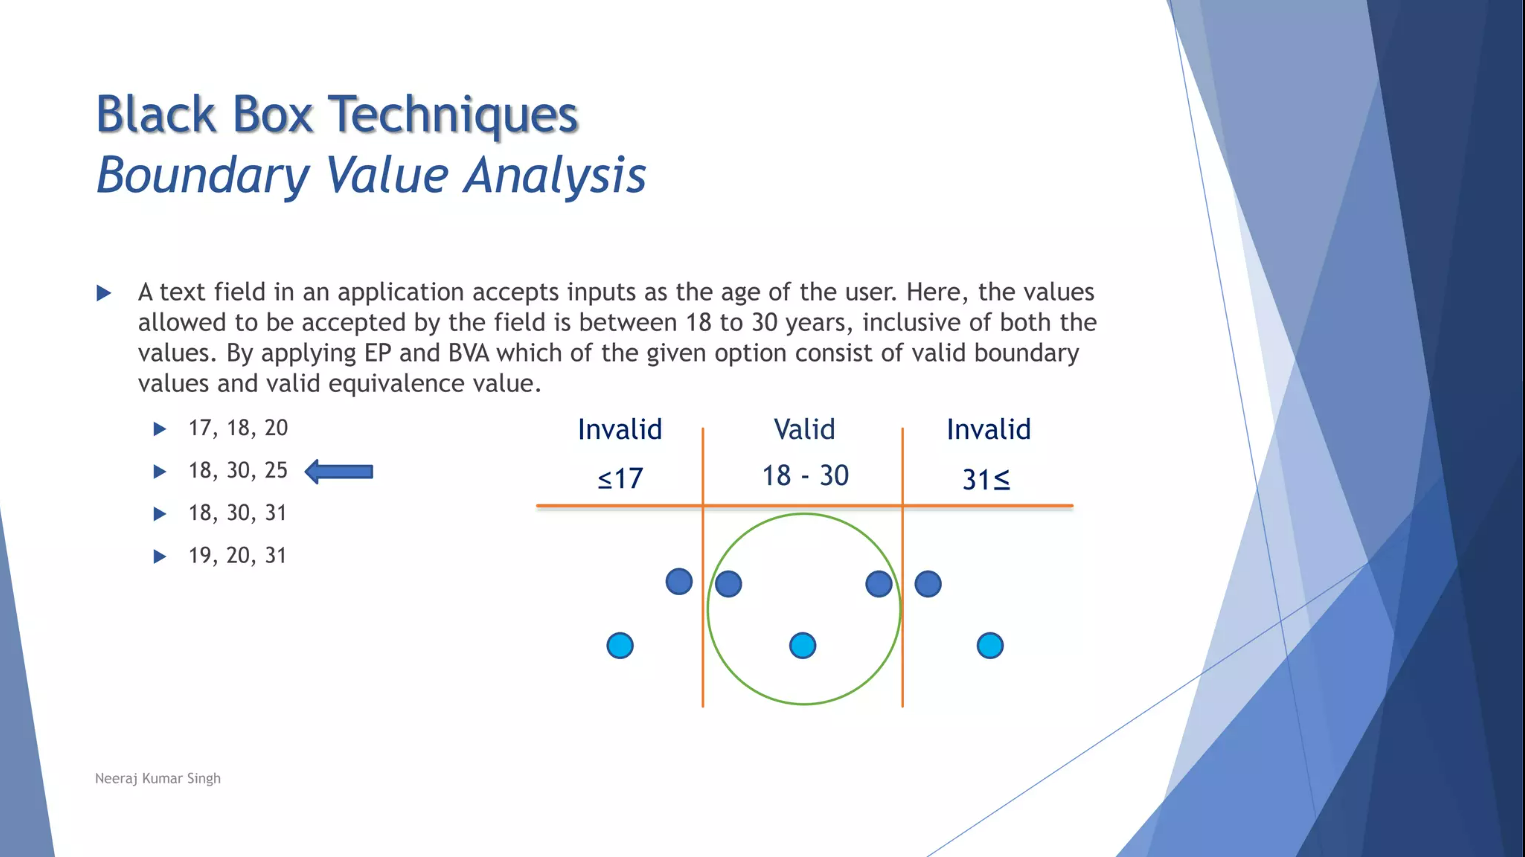 Black Box Techniques
Boundary Value Analysis
A text field in an application accepts inputs as the age of the user. Here, the values
allowed to be accepted by the field is between 18 to 30 years, inclusive of both the
values. By applying EP and BVA which of the given option consist of valid boundary
values and valid equivalence value.
17, 18, 20
18, 30, 25
18, 30, 31
19, 20, 31
Invalid Valid Invalid
≤17 18 - 30 31≤
Neeraj Kumar Singh